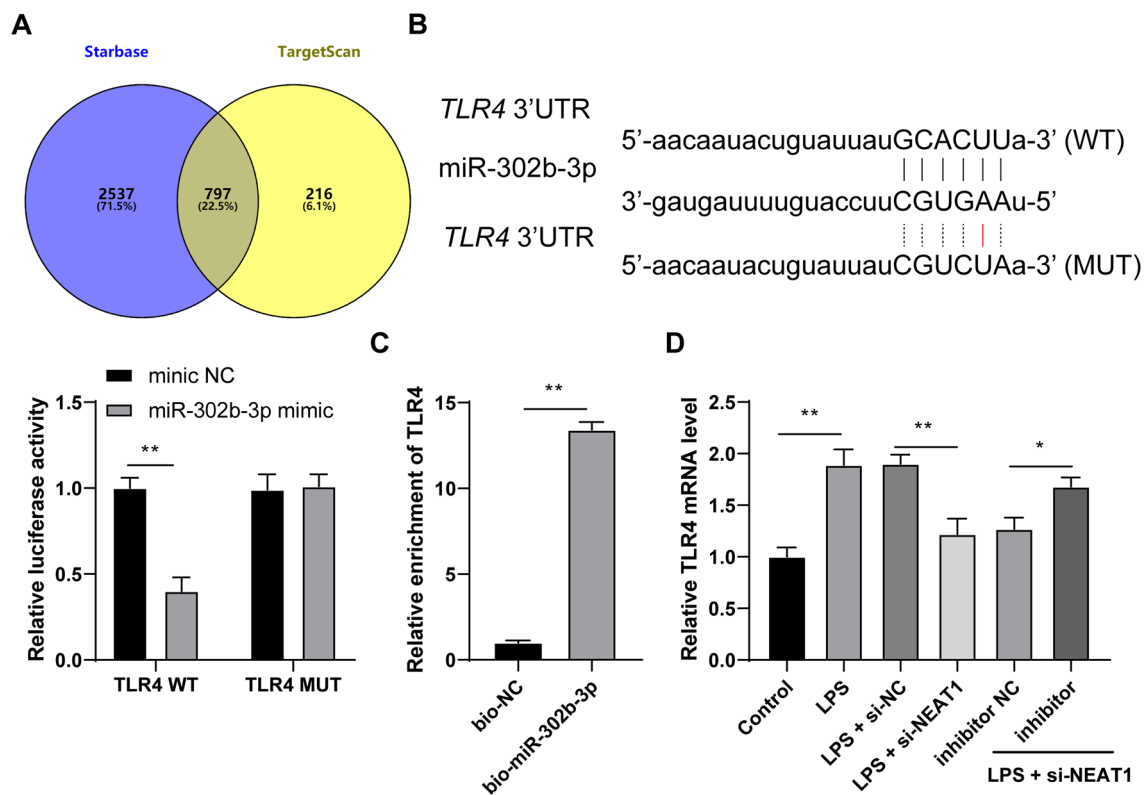 A
Starbase
TargetScan
2537
(71.5%)
797
(22.5%)
216
(6.1%)
B
TLR4 3’UTR
5’-aacaauacuguauuauGCACUUa-3’ (WT)
miR-302b-3p
3’-gaugauuuuguaccuuCGUGAAu-5’
TLR4 3’UTR
5’-aacaauacuguauuauCGUCUAa-3’ (MUT)
minic NC
miR-302b-3p mimic
Relative luciferase activity
1.5
1.0
0.5
0.0
**
TLR4 WT
TLR4 MUT
C
Relative enrichment of TLR4
15
10
5
0
**
bio-NC
bio-miR-302b-3p
D
Relative TLR4 mRNA level
2.5
2.0
1.5
1.0
0.5
0.0
**
**
*
Control
LPS
LPS + si-NC
LPS + si-NEAT1
inhibitor NC
inhibitor
LPS + si-NEAT1